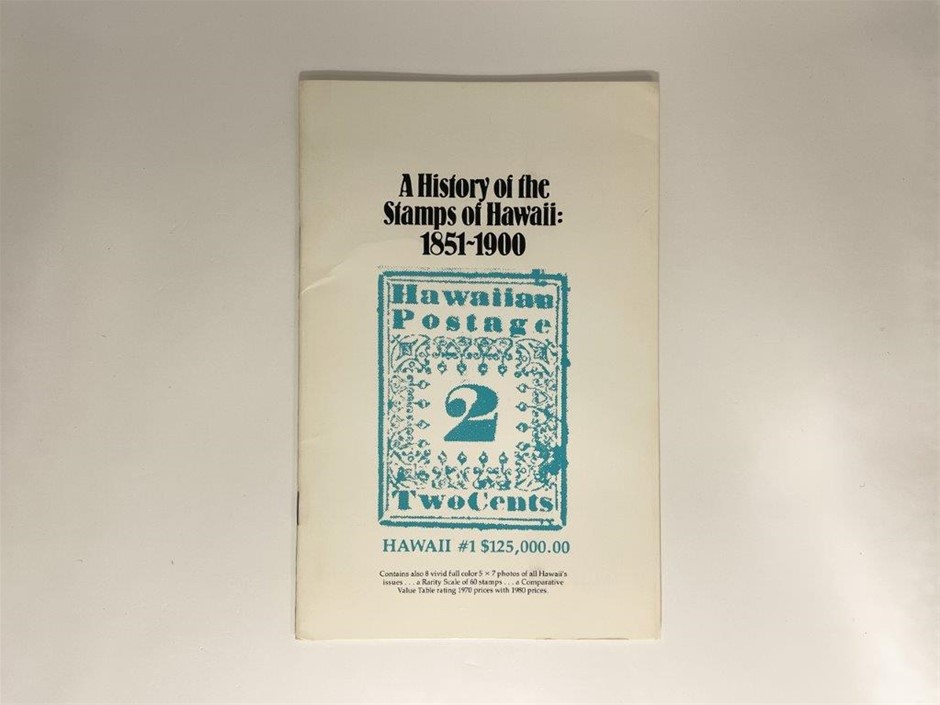 A History of the
Stamps of Hawaii:
1851~1900
Hawaiian
Postage
2
Two Cents
HAWAII #1 $125,000.00
Contains also 8 vivid full color 5 × 7 photos of all Hawaii's
issues . . . a Rarity Scale of 60 stamps . . . a Comparative
Value Table rating 1970 prices with 1980 prices.